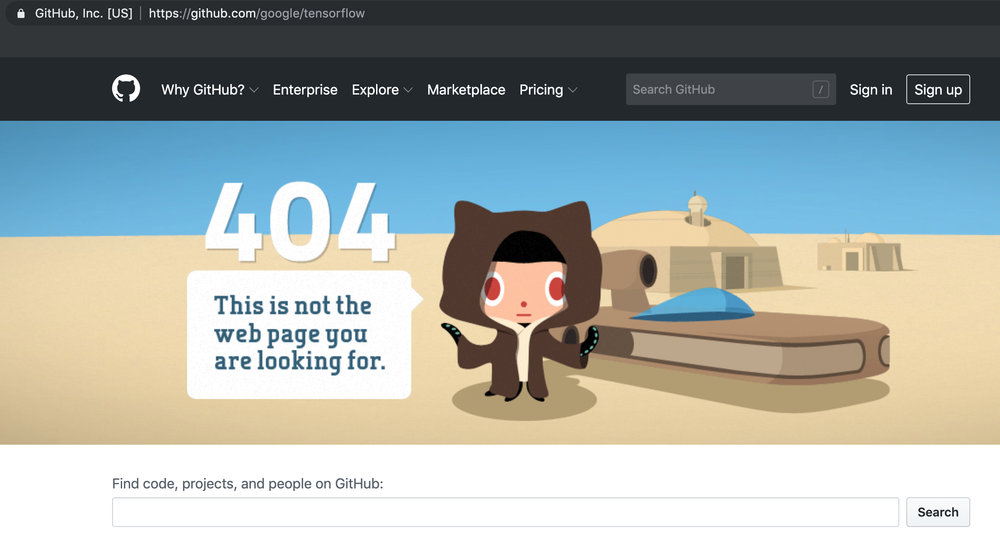 GitHub, Inc. [US] | https://github.com/google/tensorflow
Why GitHub? Enterprise Explore Marketplace Pricing Search GitHub / Sign in Sign up
404
This is not the
web page you
are looking for.
Find code, projects, and people on GitHub:
Search